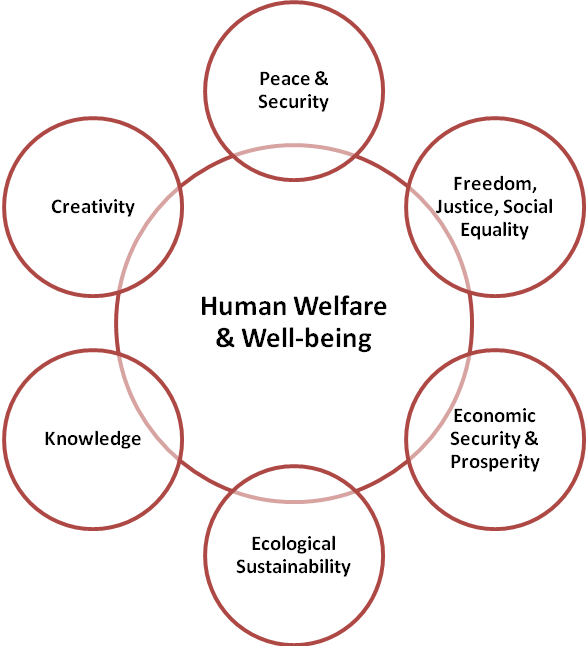 Peace &
Security
Freedom,
Justice, Social
Equality
Creativity
Human Welfare
& Well-being
Economic
Security &
Prosperity
Knowledge
Ecological
Sustainability